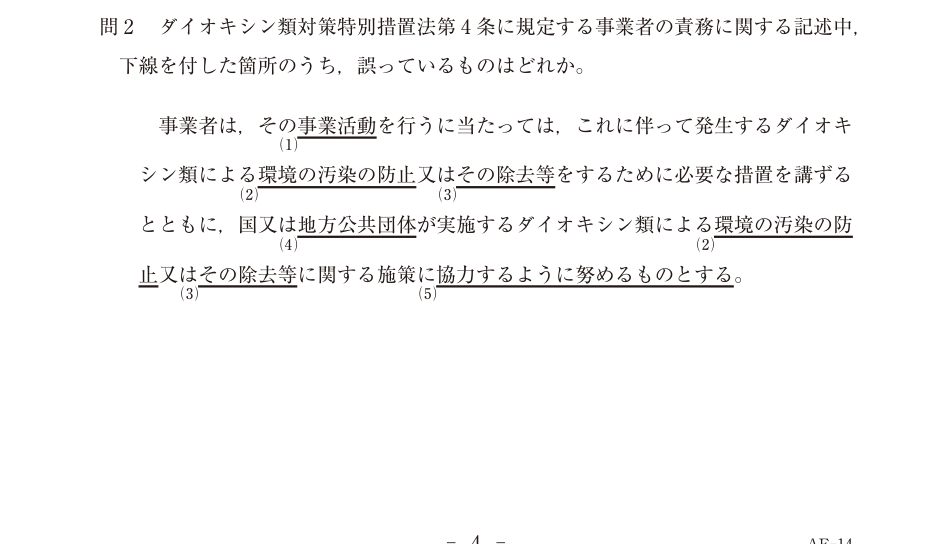 問2 ダイオキシン類対策特別措置法第4条に規定する事業者の責務に関する記述中,
下線を付した箇所のうち,誤っているものはどれか。
事業者は,その事業活動を行うに当たっては,これに伴って発生するダイオキ
(1)
シン類による環境の汚染の防止又はその除去等をするために必要な措置を講ずる
(2) (3)
とともに,国又は地方公共団体が実施するダイオキシン類による環境の汚染の防
(4) (2)
止又はその除去等に関する施策に協力するように努めるものとする。
(3) (5)
- 4 -